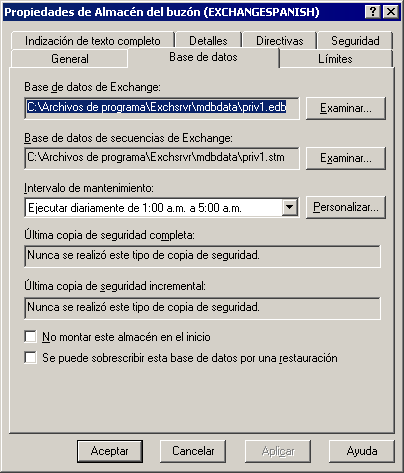 Propiedades de Almacén del buzón (EXCHANGESPANISH)
Indización de texto completo Detalles Directivas Seguridad
General Base de datos Límites
Base de datos de Exchange:
C:\Archivos de programa\Exchsrvr\mdbdata\priv1.edb Examinar...
Base de datos de secuencias de Exchange:
C:\Archivos de programa\Exchsrvr\mdbdata\priv1.stm Examinar...
Intervalo de mantenimiento:
Ejecutar diariamente de 1:00 a.m. a 5:00 a.m. Personalizar...
Última copia de seguridad completa:
Nunca se realizó este tipo de copia de seguridad.
Última copia de seguridad incremental:
Nunca se realizó este tipo de copia de seguridad.
No montar este almacén en el inicio
Se puede sobrescribir esta base de datos por una restauración
Aceptar Cancelar Aplicar Ayuda